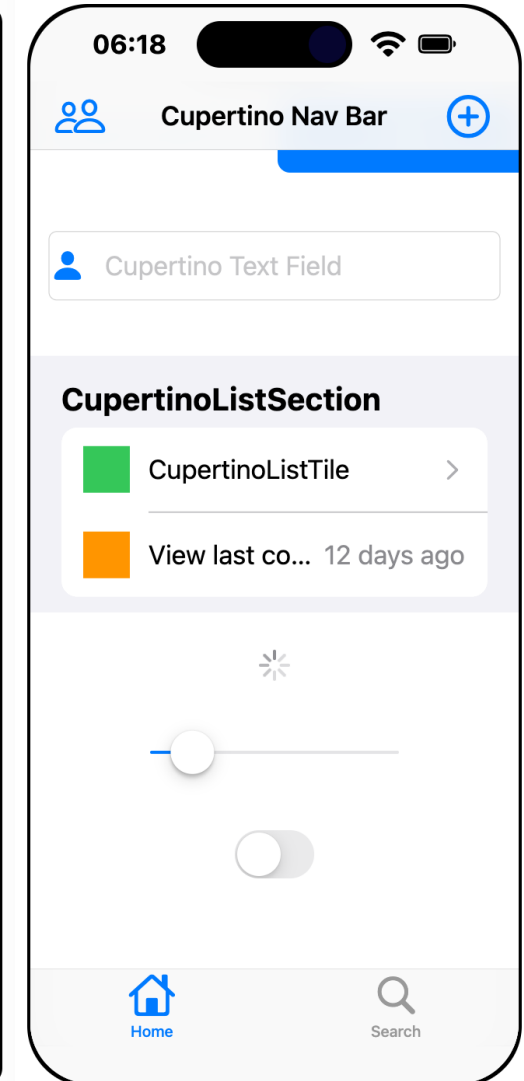 06:18
Cupertino Nav Bar
Cupertino Text Field
CupertinoListSection
CupertinoListTile
View last co... 12 days ago
Home
Search